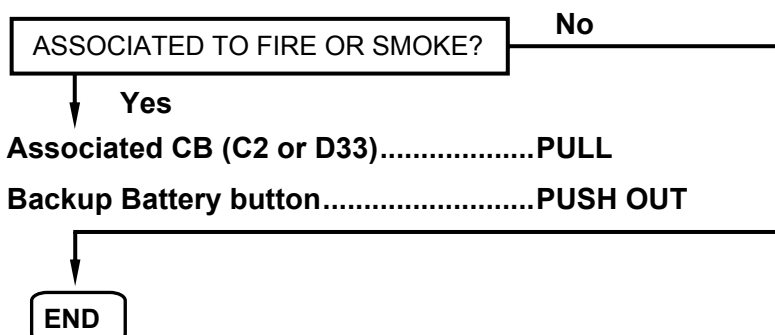 No
ASSOCIATED TO FIRE OR SMOKE?
Yes
Associated CB (C2 or D33)...................PULL
Backup Battery button..........................PUSH OUT
END